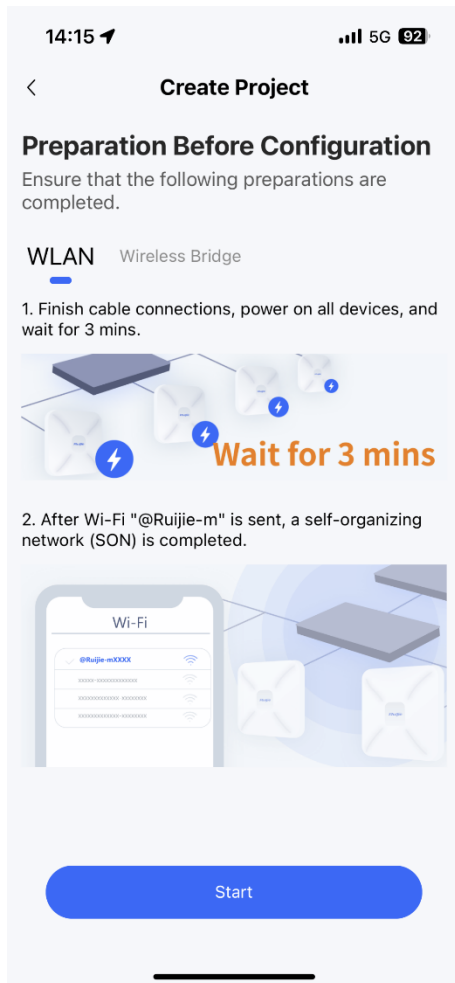 14:15
5G 92
Create Project
Preparation Before Configuration
Ensure that the following preparations are
completed.
WLAN Wireless Bridge
1. Finish cable connections, power on all devices, and
wait for 3 mins.
Wait for 3 mins
2. After Wi-Fi "@Ruijie-m" is sent, a self-organizing
network (SON) is completed.
Wi-Fi
@Ruijie-mXXXX
Start